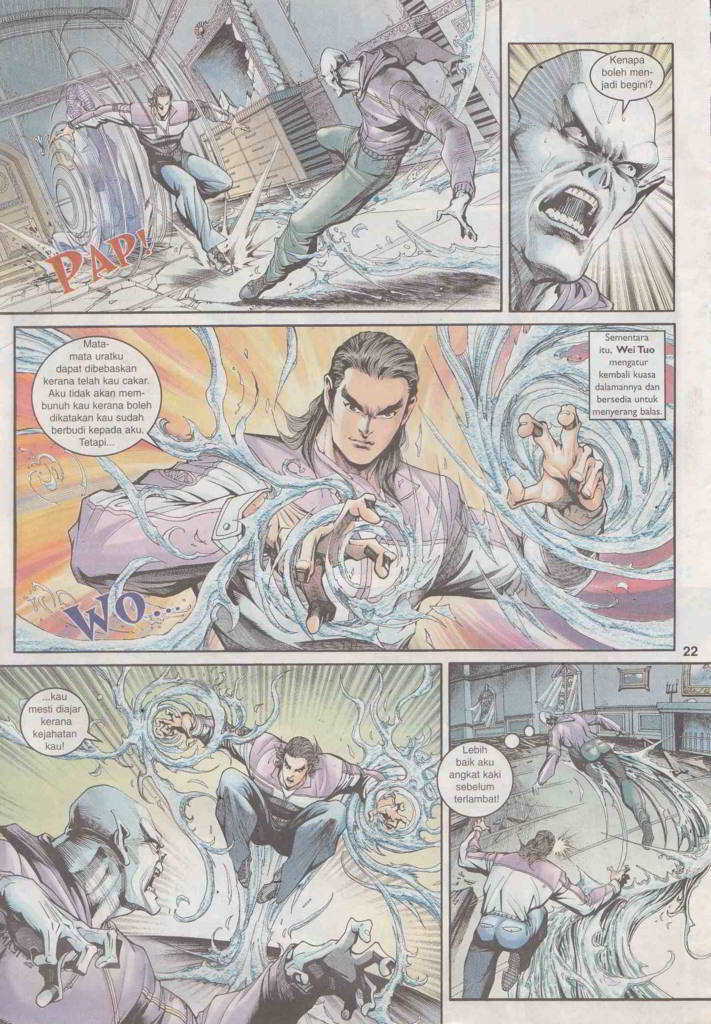 PAP!
Kenapa
boleh men-
jadi begini?
Mata-
mata uratku
dapat dibebaskan
kerana telah kau cakar.
Aku tidak akan mem-
bunuh kau kerana boleh
dikatakan kau sudah
berbudi kepada aku.
Tetapi...
Sementara
itu, Wei Tuo
mengatur
kembali kuasa
dalamannya dan
bersedia untuk
menyerang balas.
WO...
22
...kau
mesti diajar
kerana
kejahatan
kau!
Lebih
baik aku
angkat kaki
sebelum
terlambat!